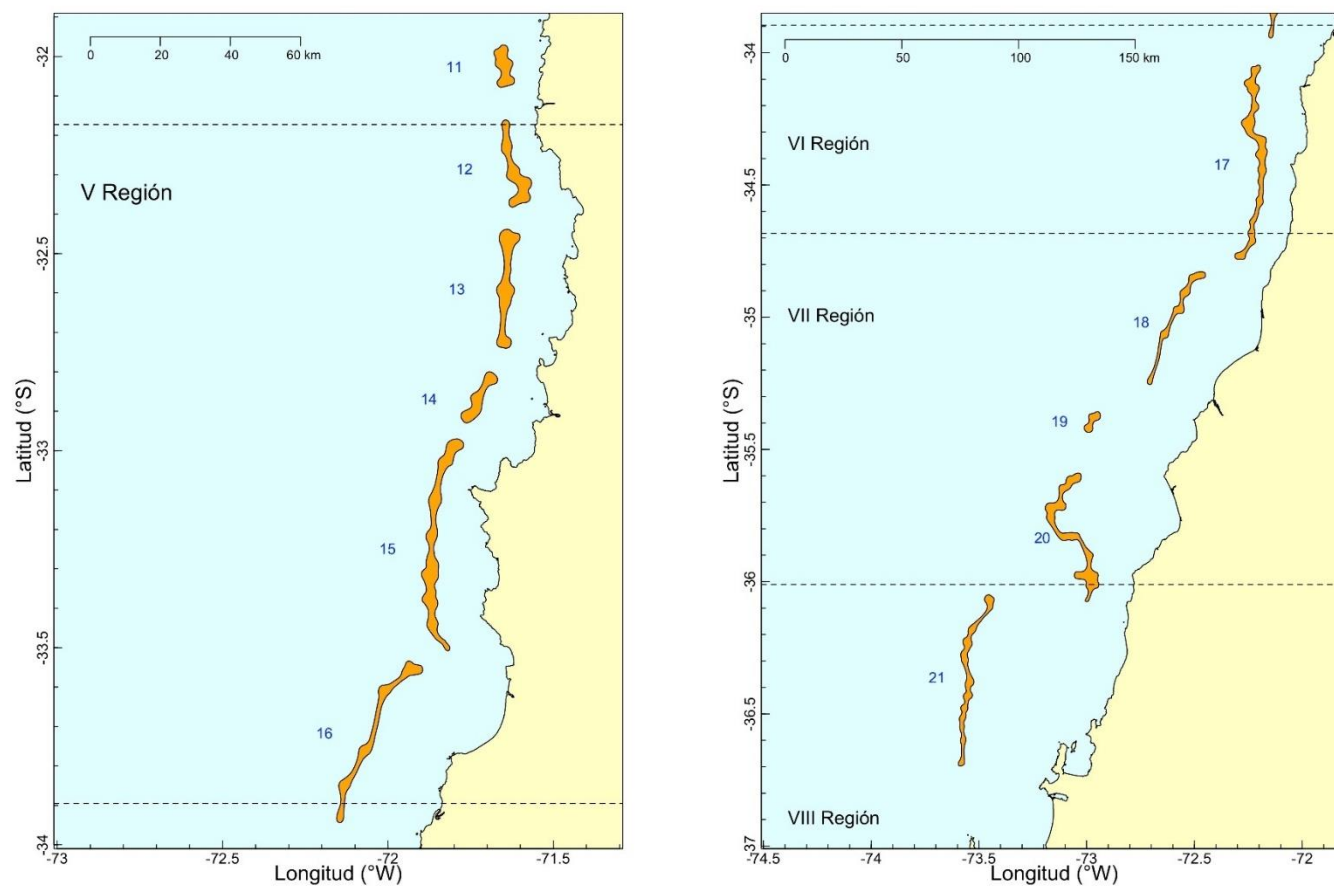 0 20 40 60 km
11
12
V Región
13
14
15
16
-32
-32.5
-33
-33.5
-34
Latitud (°S)
-73 -72.5 -72 -71.5
Longitud (°W)
0 50 100 150 km
VI Región
17
VII Región
18
19
20
21
VIII Región
-34
-34.5
-35
-35.5
-36
-36.5
-37
Latitud (°S)
-74.5 -74 -73.5 -73 -72.5 -72
Longitud (°W)